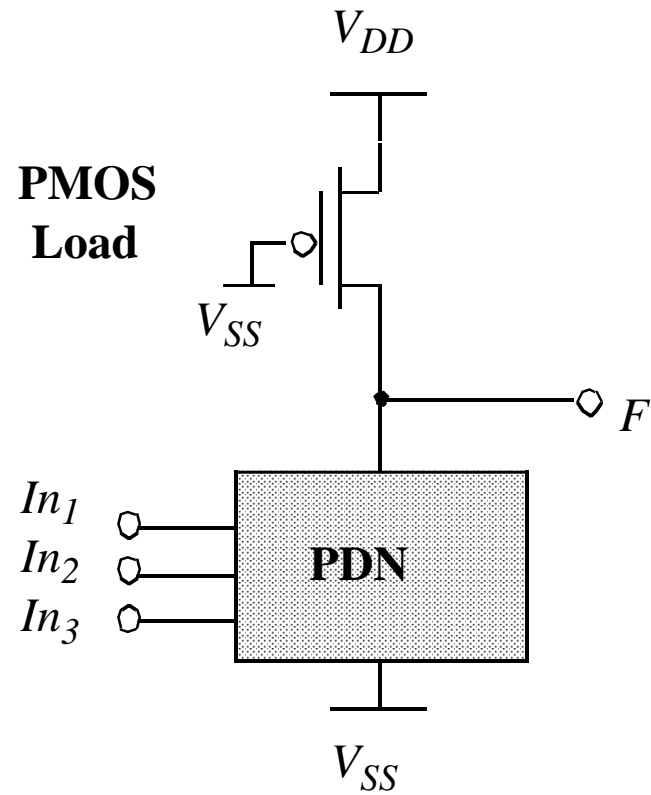 V_DD
PMOS
Load
V_SS
F
In_1
In_2
In_3
PDN
V_SS